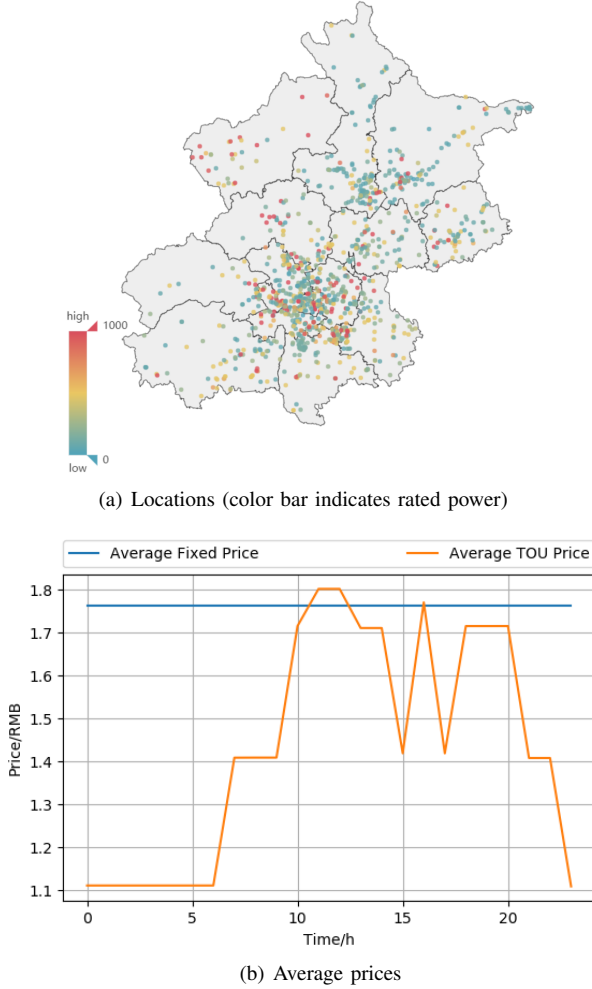 high
1000
0
low
(a) Locations (color bar indicates rated power)
Average Fixed Price
Average TOU Price
1.8
1.7
1.6
1.5
1.4
1.3
1.2
1.1
Price/RMB
0
5
10
15
20
Time/h
(b) Average prices